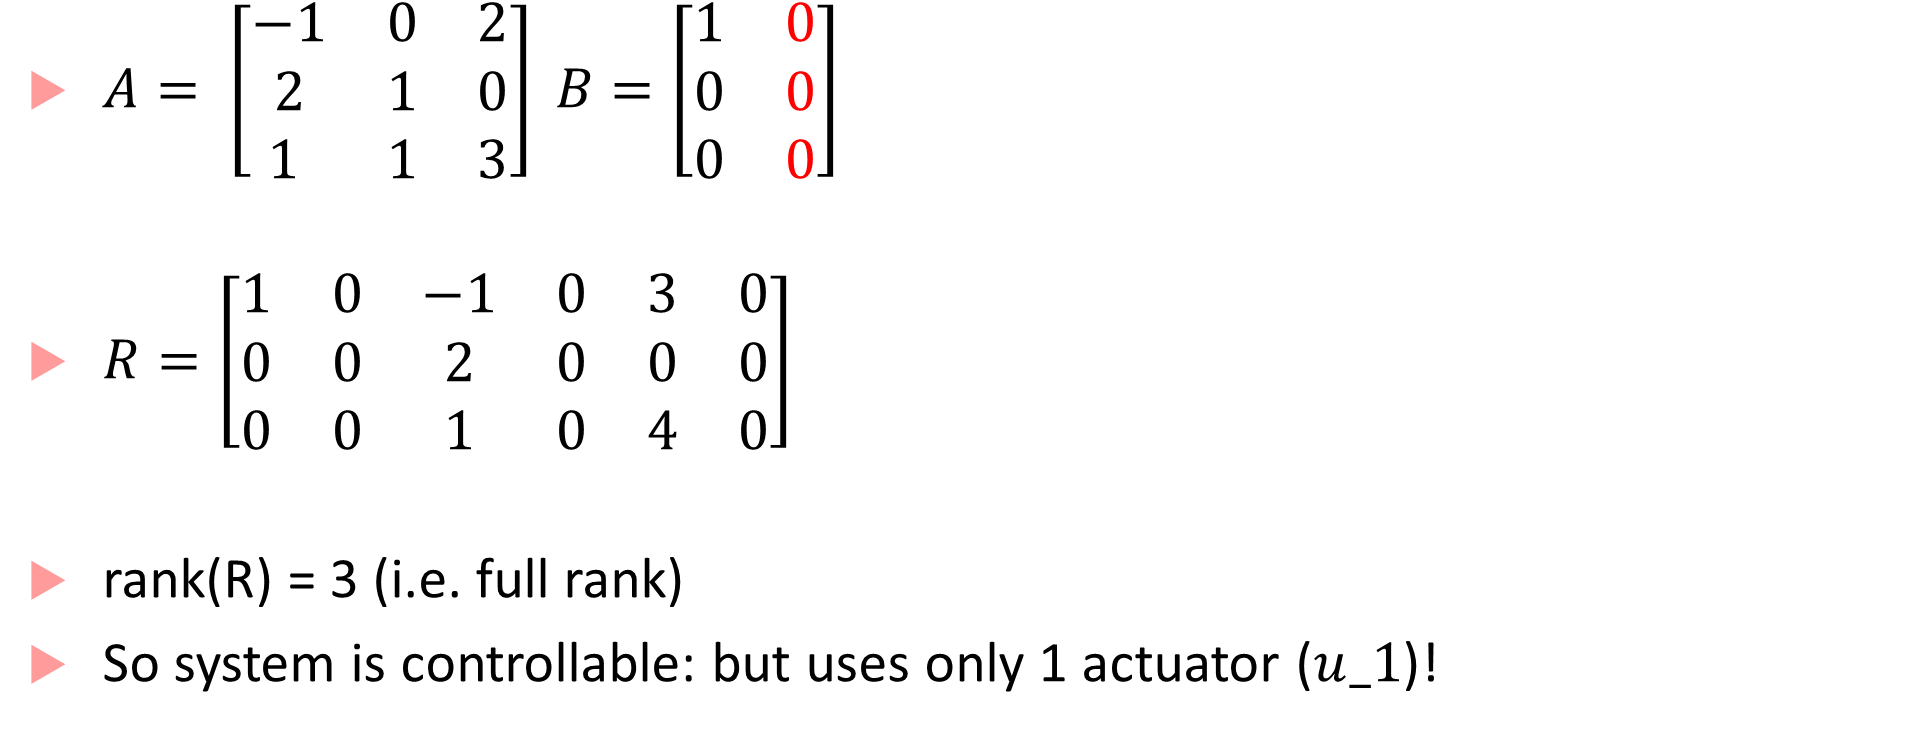 A = [−1 0 2; 2 1 0; 1 1 3] B = [1 0; 0 0; 0 0]
R = [1 0 −1 0 3 0; 0 0 2 0 0 0; 0 0 1 0 4 0]
rank(R) = 3 (i.e. full rank)
So system is controllable: but uses only 1 actuator (u_1)!